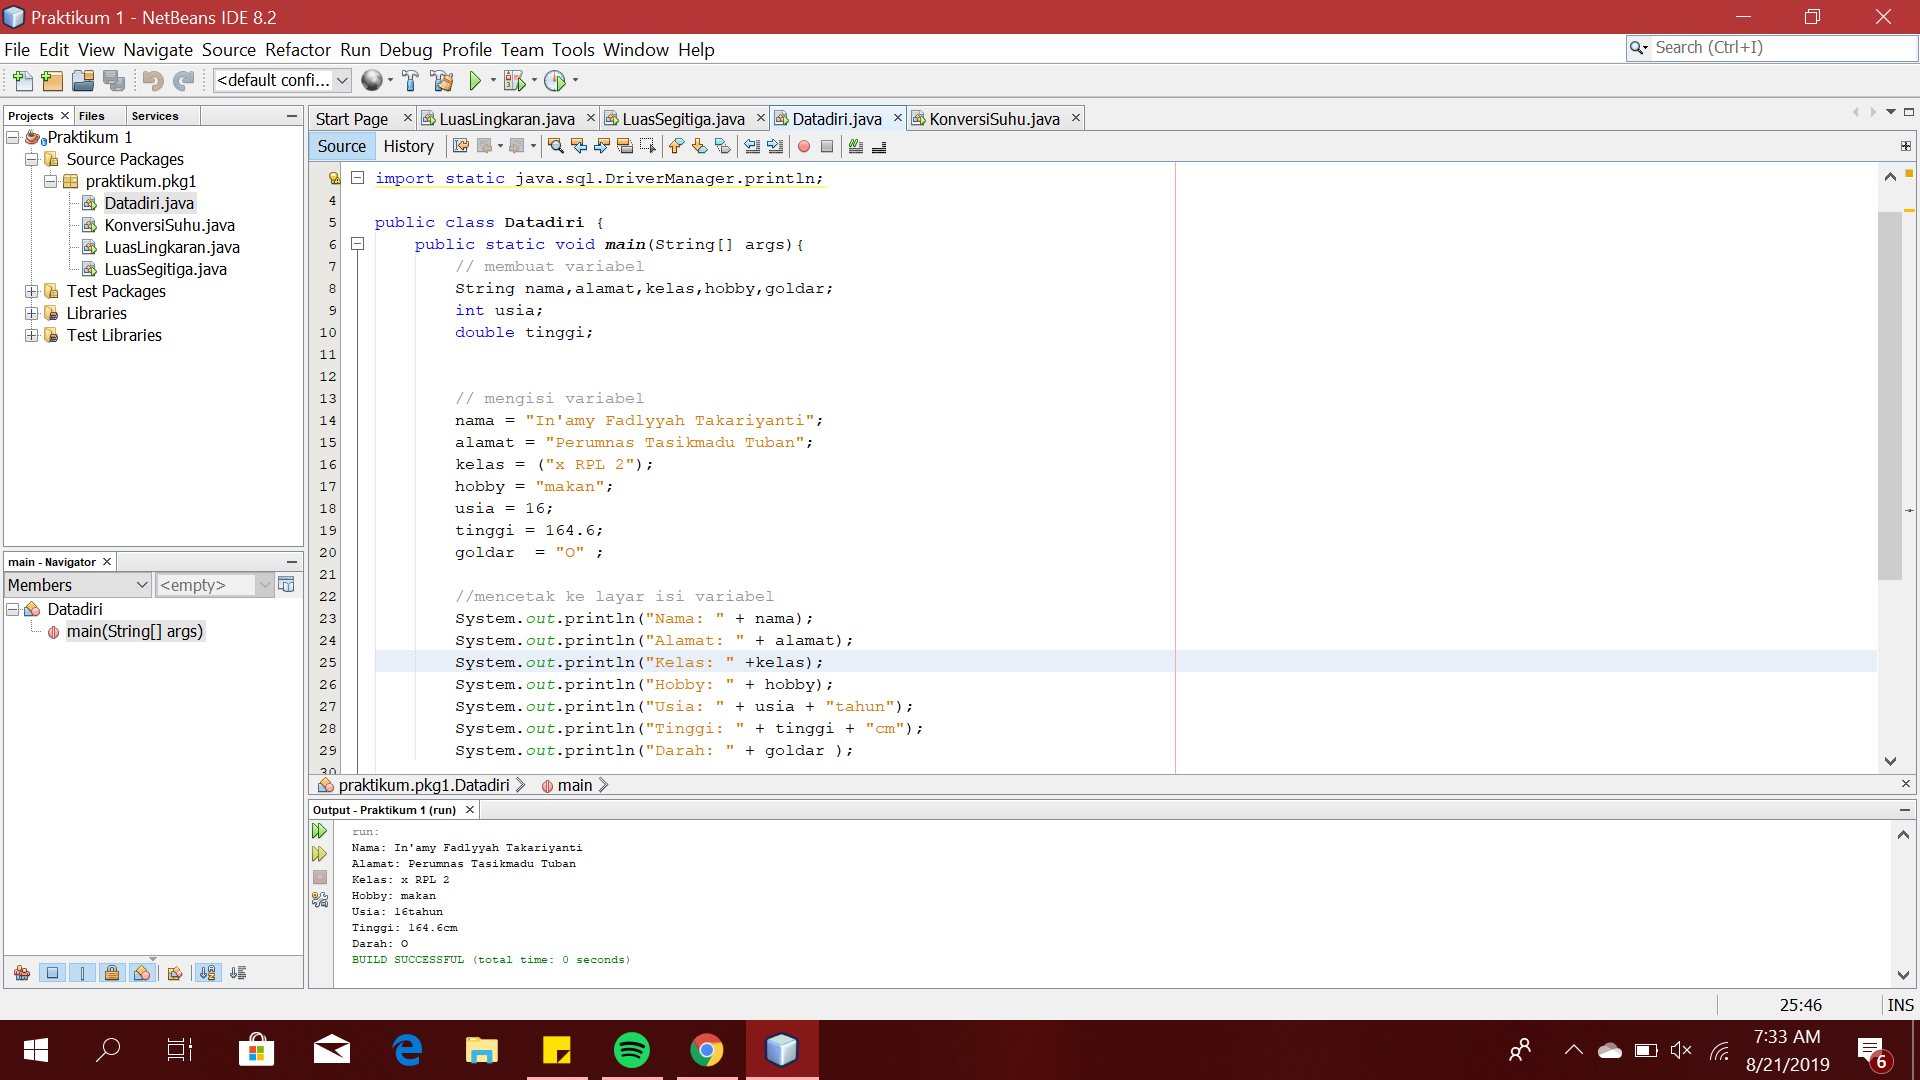 Praktikum 1 - NetBeans IDE 8.2
File Edit View Navigate Source Refactor Run Debug Profile Team Tools Window Help
Search (Ctrl+I)
<default confi...
Projects Files Services
Praktikum 1
Source Packages
praktikum.pkg1
Datadiri.java
KonversiSuhu.java
LuasLingkaran.java
LuasSegitiga.java
Test Packages
Libraries
Test Libraries
main - Navigator
Members <empty>
Datadiri
main(String[] args)
Start Page LuasLingkaran.java LuasSegitiga.java Datadiri.java KonversiSuhu.java
Source History
import static java.sql.DriverManager.println;
4
5 public class Datadiri {
6 public static void main(String[] args){
7 // membuat variabel
8 String nama,alamat,kelas,hobby,goldar;
9 int usia;
10 double tinggi;
11
12
13 // mengisi variabel
14 nama = "In'amy Fadlyyah Takariyanti";
15 alamat = "Perumnas Tasikmadu Tuban";
16 kelas = ("x RPL 2");
17 hobby = "makan";
18 usia = 16;
19 tinggi = 164.6;
20 goldar  = "O" ;
21
22 //mencetak ke layar isi variabel
23 System.out.println("Nama: " + nama);
24 System.out.println("Alamat: " + alamat);
25 System.out.println("Kelas: " +kelas);
26 System.out.println("Hobby: " + hobby);
27 System.out.println("Usia: " + usia + "tahun");
28 System.out.println("Tinggi: " + tinggi + "cm");
29 System.out.println("Darah: " + goldar );
30
praktikum.pkg1.Datadiri main
Output - Praktikum 1 (run)
run:
Nama: In'amy Fadlyyah Takariyanti
Alamat: Perumnas Tasikmadu Tuban
Kelas: x RPL 2
Hobby: makan
Usia: 16tahun
Tinggi: 164.6cm
Darah: O
BUILD SUCCESSFUL (total time: 0 seconds)
25:46 INS
7:33 AM
8/21/2019
6